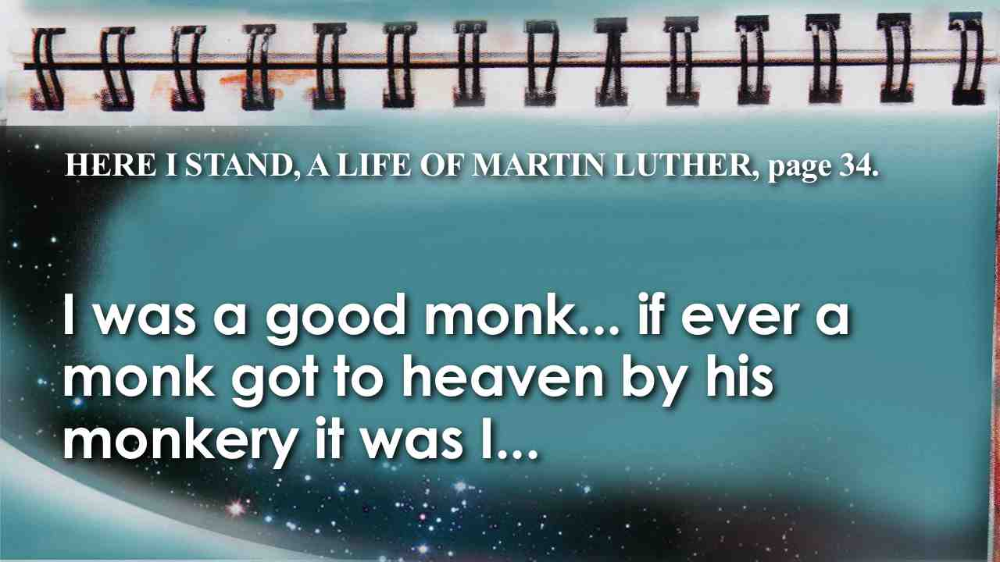 HERE I STAND, A LIFE OF MARTIN LUTHER, page 34.
I was a good monk... if ever a
monk got to heaven by his
monkery it was I...